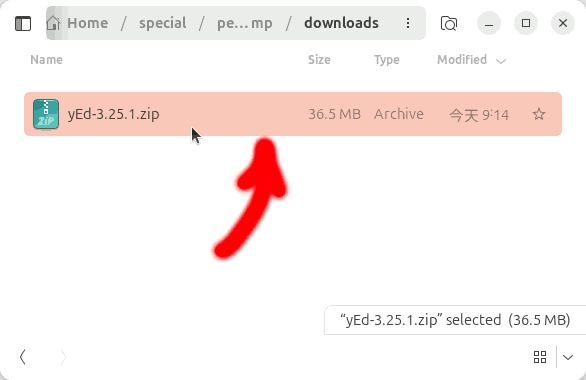 Home / special / pe…mp / downloads
Name Size Type Modified
ZIP yEd-3.25.1.zip 36.5 MB Archive 今天 9:14
“yEd-3.25.1.zip” selected (36.5 MB)